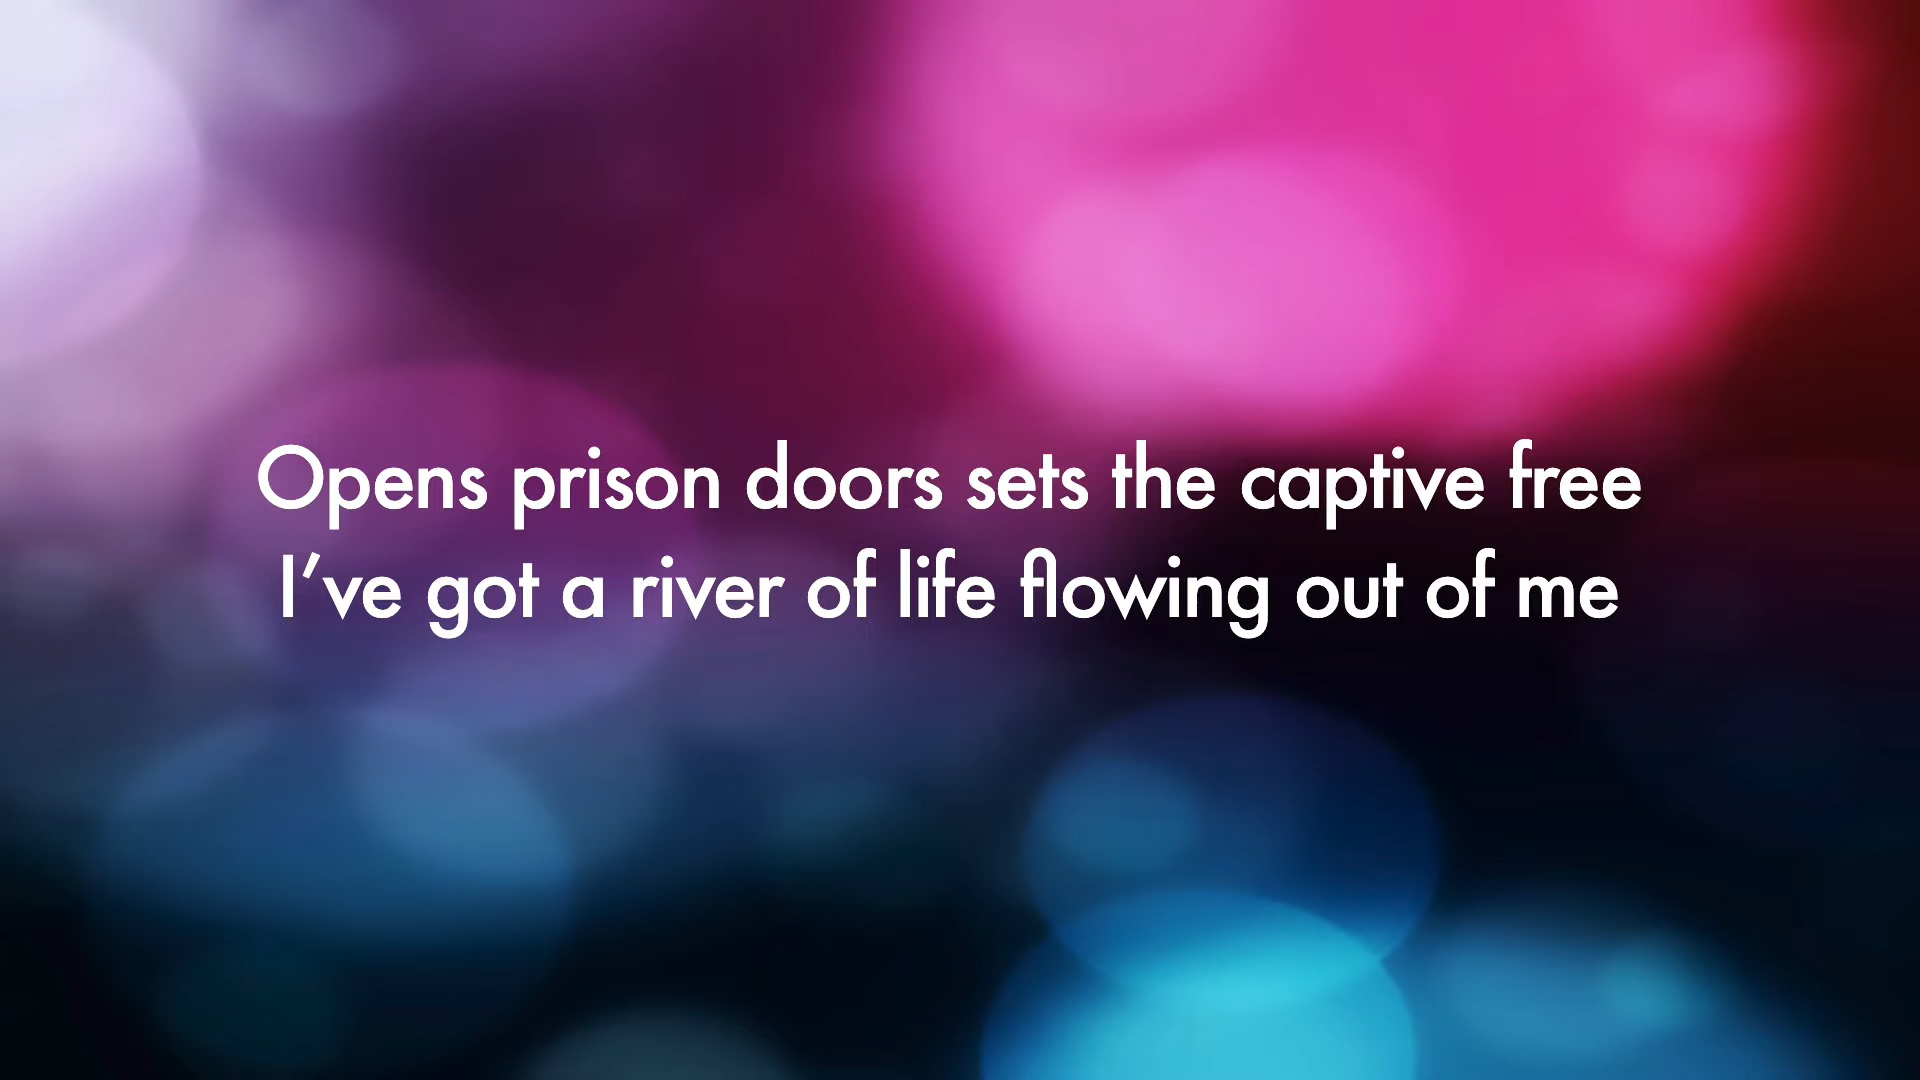 Opens prison doors sets the captive free
I’ve got a river of life flowing out of me